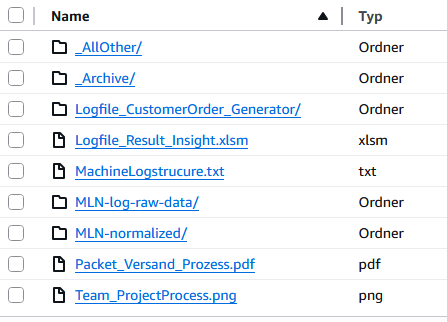 Name Typ
_AllOther/ Ordner
_Archive/ Ordner
Logfile_CustomerOrder_Generator/ Ordner
Logfile_Result_Insight.xlsm xlsm
MachineLogstrucure.txt txt
MLN-log-raw-data/ Ordner
MLN-normalized/ Ordner
Packet_Versand_Prozess.pdf pdf
Team_ProjectProcess.png png